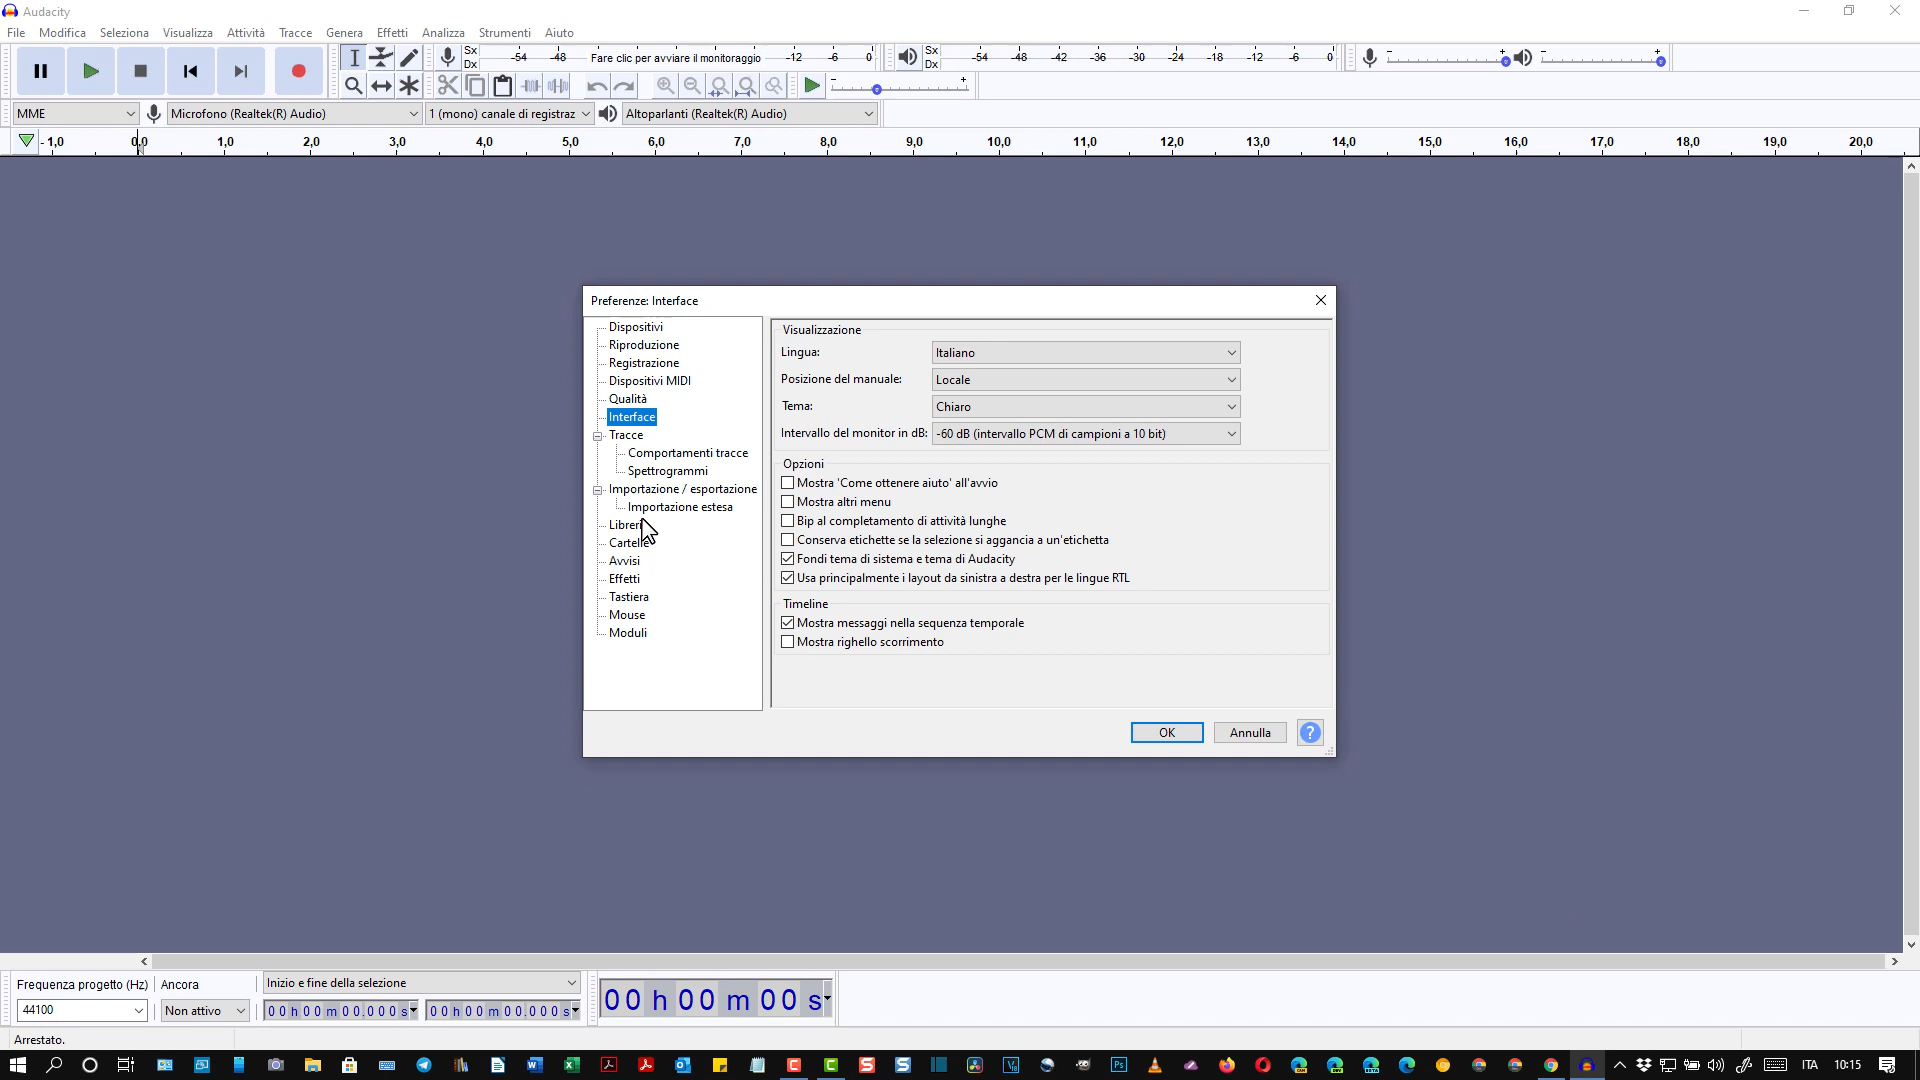 Audacity
File Modifica Seleziona Visualizza Attività Tracce Genera Effetti Analizza Strumenti Aiuto
Sx -54 -48 Fare clic per avviare il monitoraggio -12 -6 0 Sx -54 -48 -42 -36 -30 -24 -18 -12 -6 0 - + - +
Dx Dx
- +
MME Microfono (Realtek(R) Audio) 1 (mono) canale di registraz Altoparlanti (Realtek(R) Audio)
- 1,0 0,0 1,0 2,0 3,0 4,0 5,0 6,0 7,0 8,0 9,0 10,0 11,0 12,0 13,0 14,0 15,0 16,0 17,0 18,0 19,0 20,0
Preferenze: Interface
Dispositivi
Riproduzione
Registrazione
Dispositivi MIDI
Qualità
Interface
Tracce
Comportamenti tracce
Spettrogrammi
Importazione / esportazione
Importazione estesa
Cartelle
Avvisi
Effetti
Tastiera
Mouse
Moduli
Visualizzazione
Lingua: Italiano
Posizione del manuale: Locale
Tema: Chiaro
Intervallo del monitor in dB: -60 dB (intervallo PCM di campioni a 10 bit)
Opzioni
Mostra 'Come ottenere aiuto' all'avvio
Mostra altri menu
Bip al completamento di attività lunghe
Conserva etichette se la selezione si aggancia a un'etichetta
Fondi tema di sistema e tema di Audacity
Usa principalmente i layout da sinistra a destra per le lingue RTL
Timeline
Mostra messaggi nella sequenza temporale
Mostra righello scorrimento
OK Annulla ?
Frequenza progetto (Hz) Ancora Inizio e fine della selezione
44100 Non attivo 00 h 00 m 00.000 s 00 h 00 m 00.000 s 00 h 00 m 00 s
Arrestato.
ITA 10:15